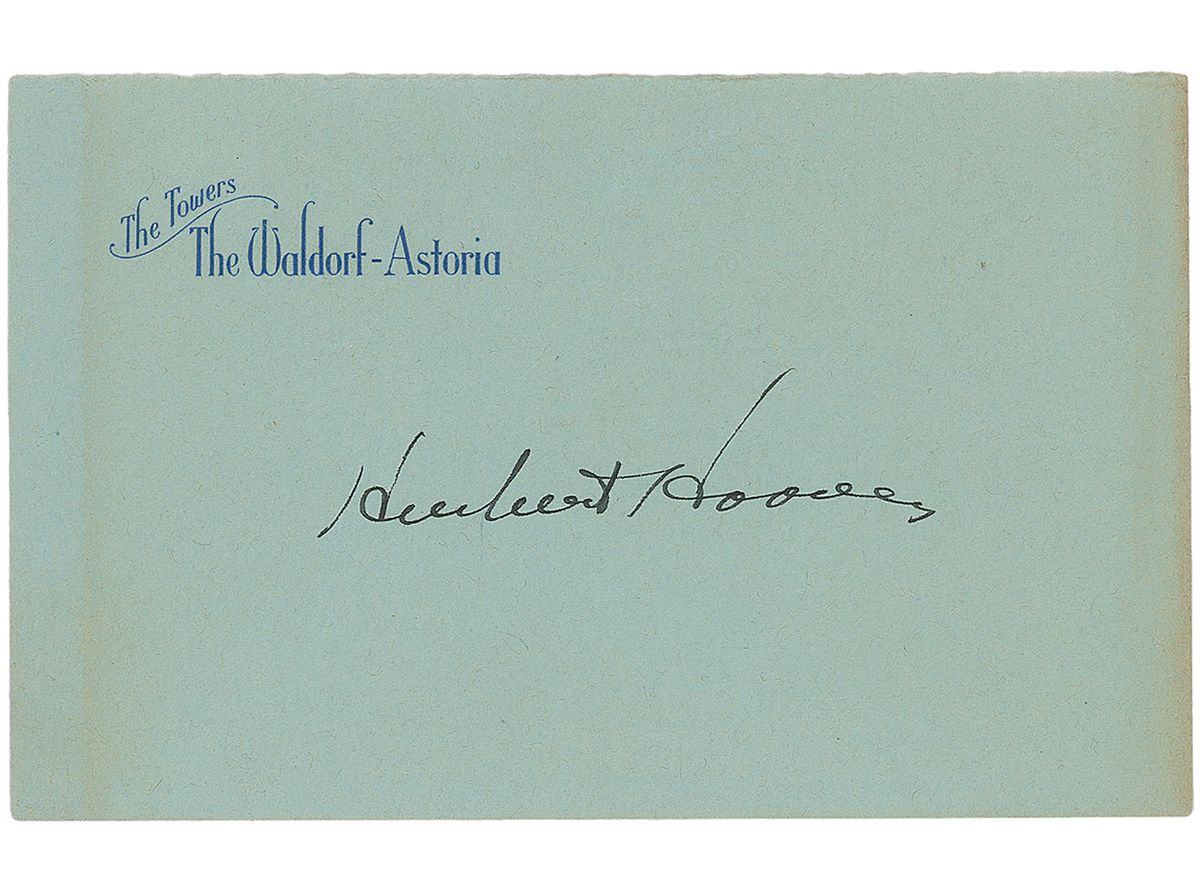 The Towers
The Waldorf-Astoria
Herbert Hoover